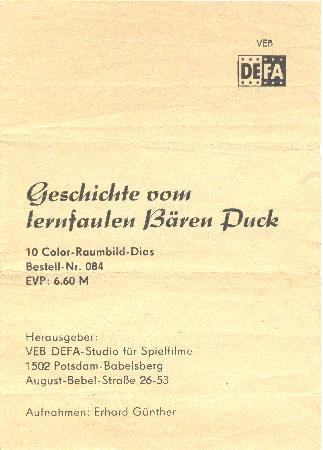 VEB
DEFA
Geschichte vom
lernfaulen Bären Puck
10 Color-Raumbild-Dias
Bestell-Nr. 084
EVP: 6.60 M
Herausgeber:
VEB DEFA-Studio für Spielfilme
1502 Potsdam-Babelsberg
August-Bebel-Straße 26-53
Aufnahmen: Erhard Günther